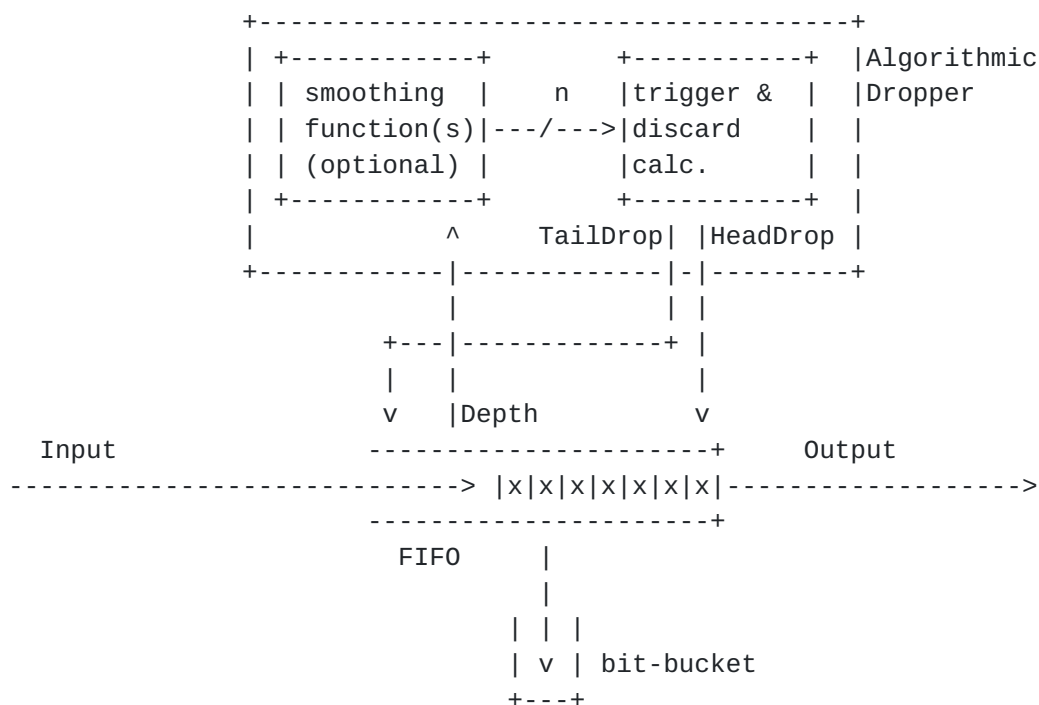 +--------------------------------------+
| +------------+ +-----------+ |Algorithmic
| | smoothing | n |trigger & | |Dropper
| | function(s)|---/--->|discard | |
| | (optional) | |calc. | |
| +------------+ +-----------+ |
| ^ TailDrop| |HeadDrop |
+------------|-------------|-|---------+
| | |
+---|-------------+ |
| | |
v |Depth v
Input ----------------------+ Output
-----------------------------> |x|x|x|x|x|x|x|------------------->
----------------------+
FIFO |
|
| | |
| v | bit-bucket
+---+